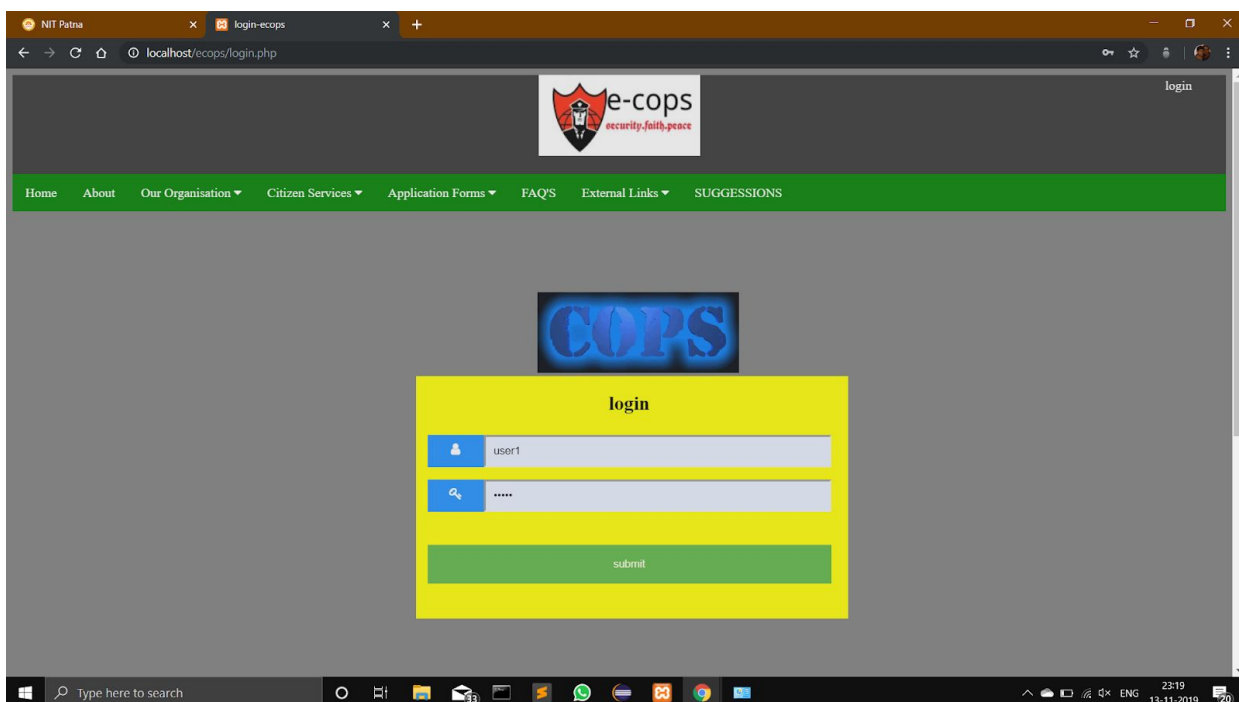 NIT Patna
login-ecops
localhost/ecops/login.php
login
e-cops
security.faith.peace
Home About Our Organisation Citizen Services Application Forms FAQ'S External Links SUGGESSIONS
COPS
login
user1
•••••
submit
Type here to search
33
ENG
23:19
13-11-2019
20